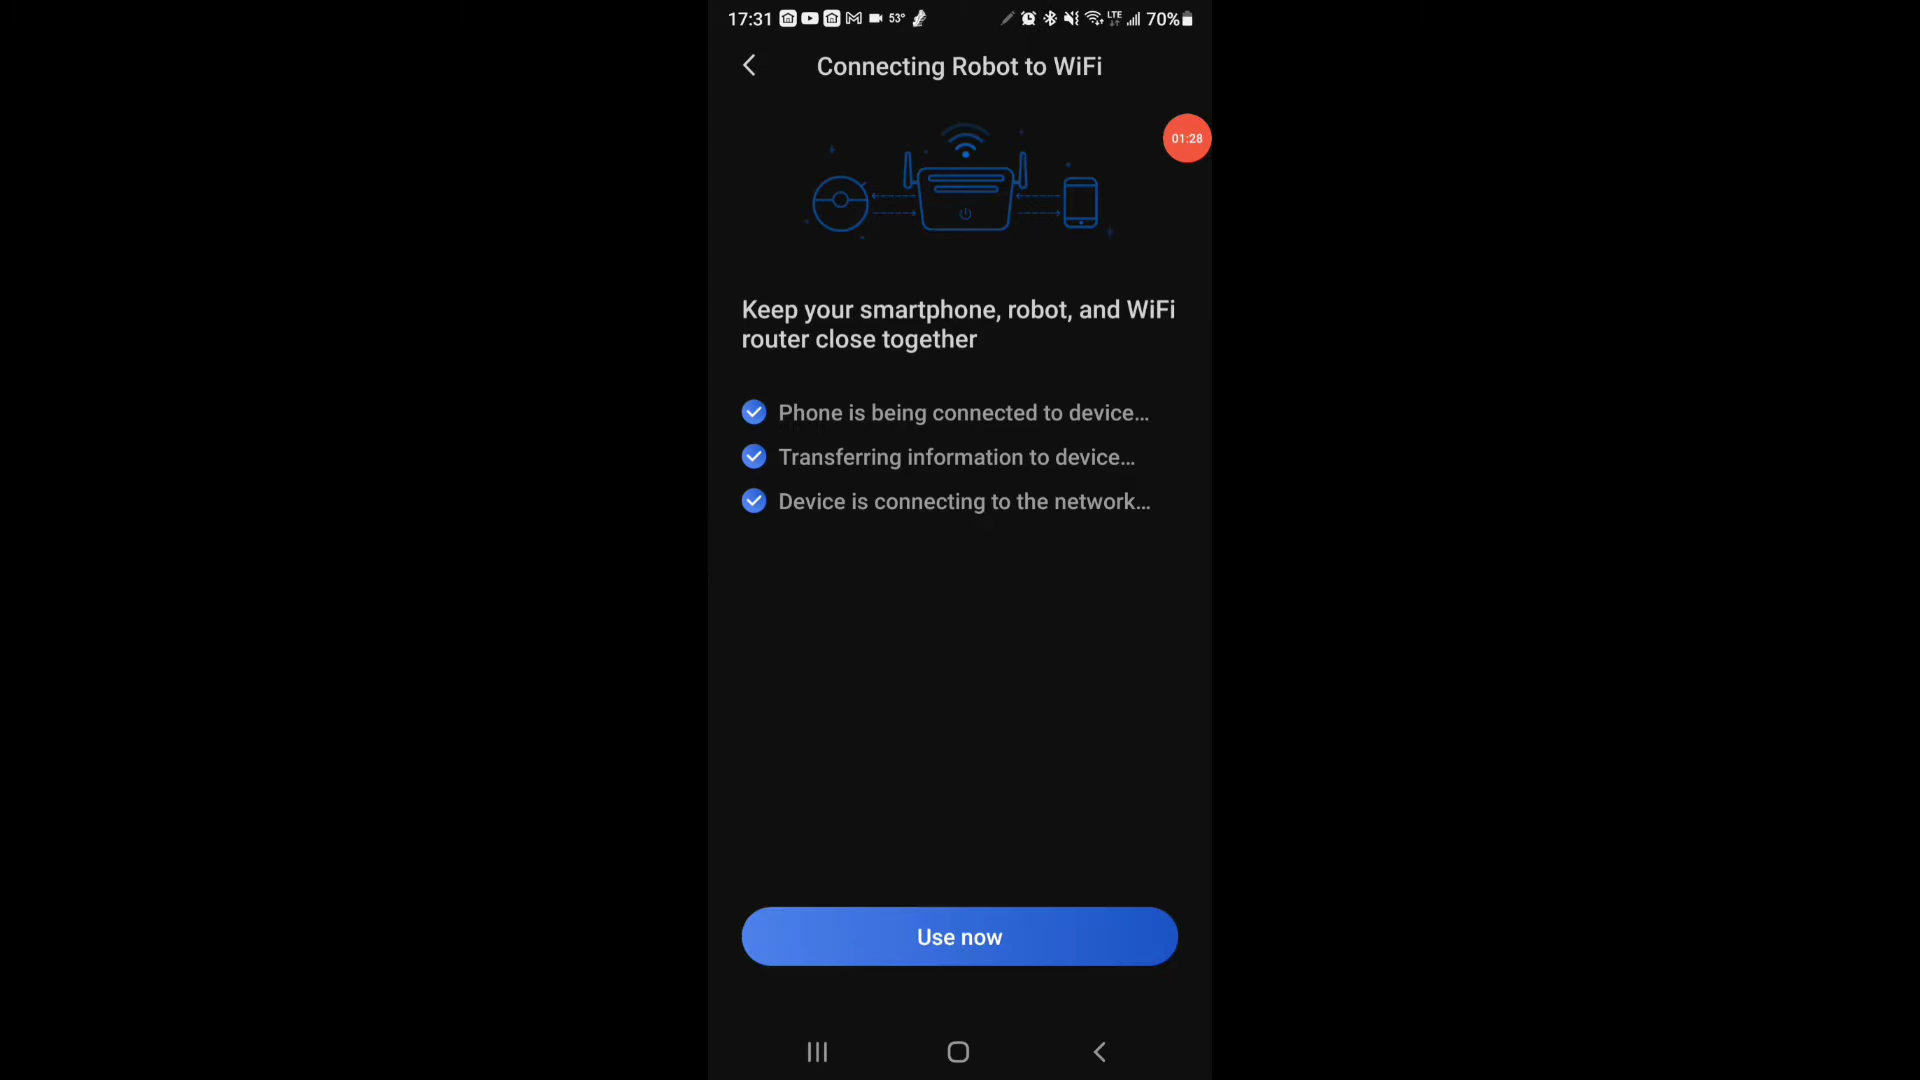 17:31 53° LTE 70%
Connecting Robot to WiFi
01:28
Keep your smartphone, robot, and WiFi
router close together
Phone is being connected to device...
Transferring information to device...
Device is connecting to the network...
Use now